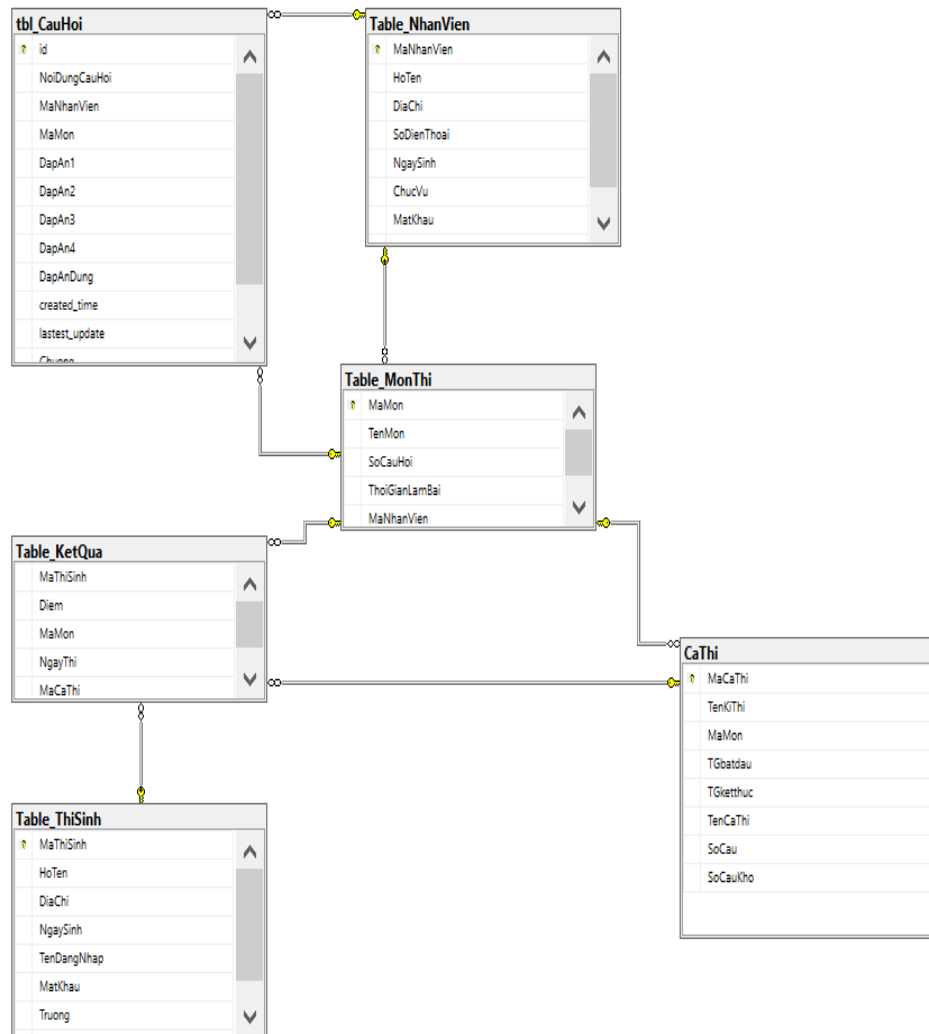 tbl_CauHoi
id
NoiDungCauHoi
MaNhanVien
MaMon
DapAn1
DapAn2
DapAn3
DapAn4
DapAnDung
created_time
lastest_update
Chuong
Table_NhanVien
MaNhanVien
HoTen
DiaChi
SoDienThoai
NgaySinh
ChucVu
MatKhau
Table_MonThi
MaMon
TenMon
SoCauHoi
ThoiGianLamBai
MaNhanVien
Table_KetQua
MaThiSinh
Diem
MaMon
NgayThi
MaCaThi
CaThi
MaCaThi
TenKiThi
MaMon
TGbatdau
TGketthuc
TenCaThi
SoCau
SoCauKho
Table_ThiSinh
MaThiSinh
HoTen
DiaChi
NgaySinh
TenDangNhap
MatKhau
Truong